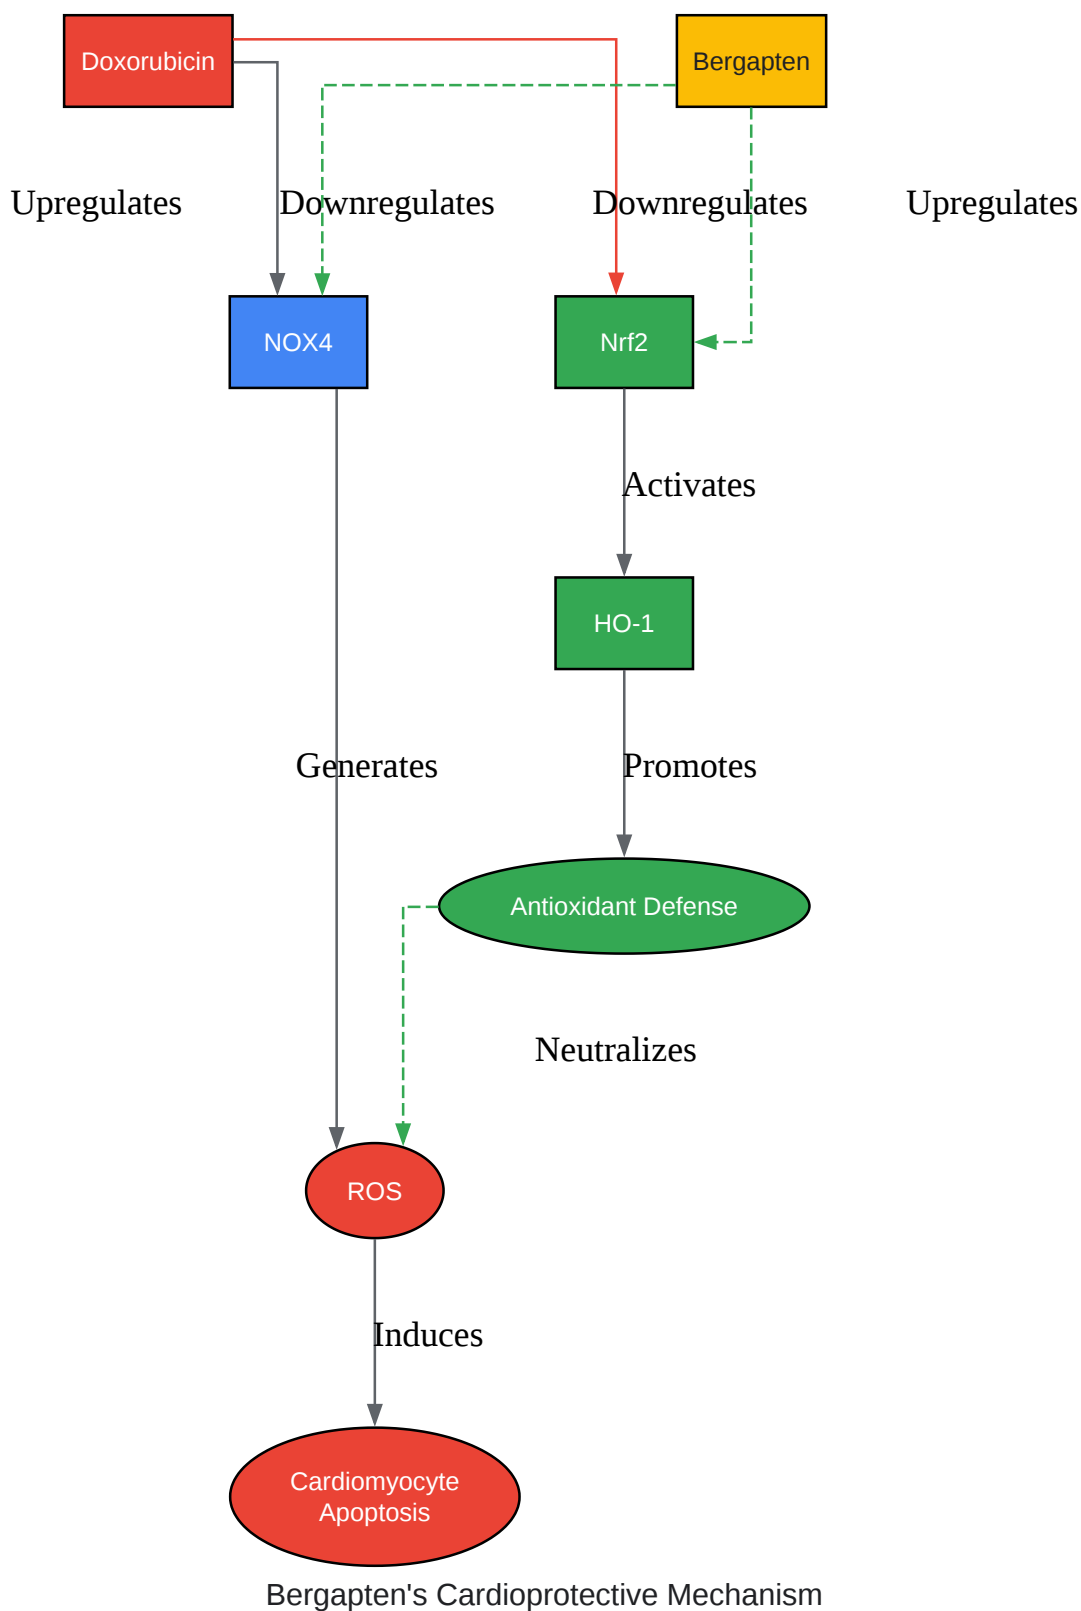 Doxorubicin
Bergapten
Upregulates
Downregulates
Downregulates
Upregulates
NOX4
Nrf2
Activates
HO-1
Generates
Promotes
Antioxidant Defense
Neutralizes
ROS
Induces
Cardiomyocyte
Apoptosis
Bergapten's Cardioprotective Mechanism